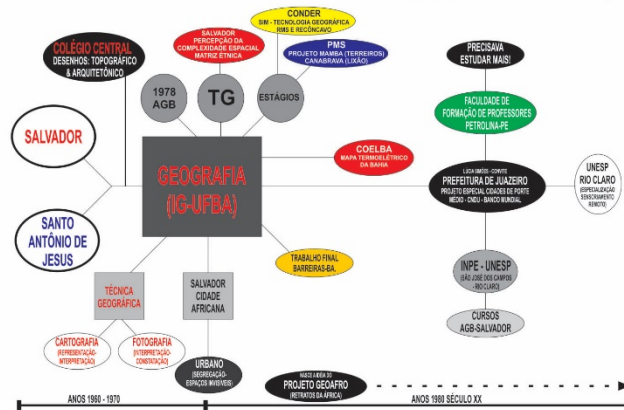 CONDER
SIM - TECNOLOGIA GEOGRÁFICA
RMS E RECÔNCAVO
COLÉGIO CENTRAL
DESENHOS: TOPOGRÁFICO
& ARQUITETÔNICO
SALVADOR
PERCEPÇÃO DA
COMPLEXIDADE ESPACIAL
MATRIZ ÉTNICA
PMS
PROJETO MAMBA (TERREIROS)
CANABRAVA (LIXÃO)
PRECISAVA
ESTUDAR MAIS!
1978
AGB
TG
ESTÁGIOS
FACULDADE DE
FORMAÇÃO DE PROFESSORES
PETROLINA-PE
SALVADOR
GEOGRAFIA
(IG-UFBA)
COELBA
MAPA TERMOELÉTRICO
DA BAHIA
LÚCIA SIMÕES - CONVITE
PREFEITURA DE JUAZEIRO
PROJETO ESPECIAL CIDADES DE PORTE
MÉDIO - CNDU - BANCO MUNDIAL
UNESP
RIO CLARO
(ESPECIALIZAÇÃO
SENSORIAMENTO
REMOTO)
SANTO
ANTÔNIO DE
JESUS
TRABALHO FINAL
BARREIRAS-BA.
INPE - UNESP
(SÃO JOSÉ DOS CAMPOS
- RIO CLARO)
TÉCNICA
GEOGRÁFICA
SALVADOR
CIDADE
AFRICANA
CURSOS
AGB-SALVADOR
CARTOGRAFIA
(REPRESENTAÇÃO-
INTERPRETAÇÃO)
FOTOGRAFIA
(INTERPRETAÇÃO-
CONSTATAÇÃO)
URBANO
(SEGREGAÇÃO-
ESPAÇOS INVISÍVEIS)
NASCE A IDEIA DO
PROJETO GEOAFRO
(RETRATOS DA ÁFRICA)
ANOS 1960 - 1970
ANOS 1980 SÉCULO XX